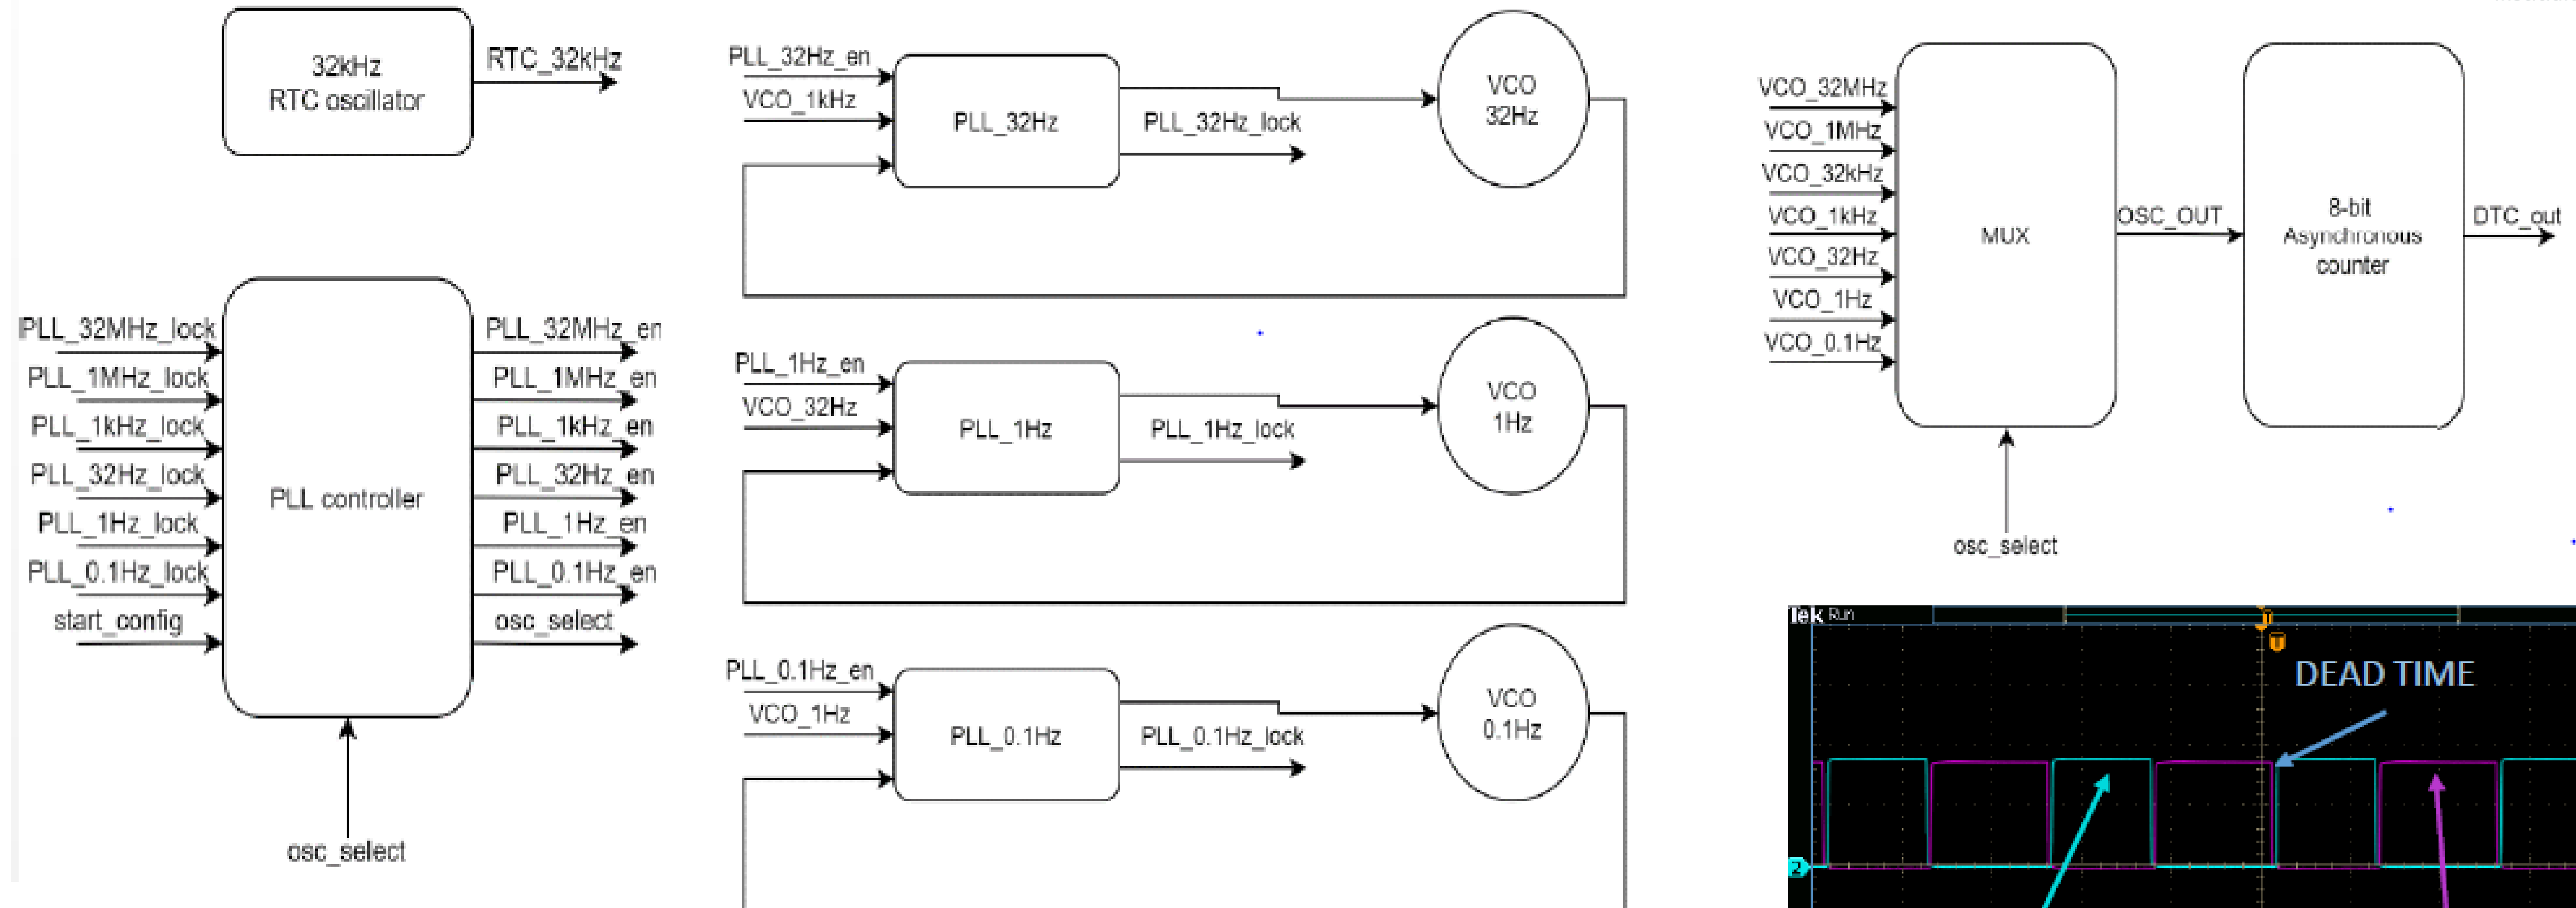 32kHz
RTC oscillator
RTC_32kHz
PLL_32MHz_lock
PLL_1MHz_lock
PLL_1kHz_lock
PLL_32Hz_lock
PLL_1Hz_lock
PLL_0.1Hz_lock
start_config
PLL controller
PLL_32MHz_en
PLL_1MHz_en
PLL_1kHz_en
PLL_32Hz_en
PLL_1Hz_en
PLL_0.1Hz_en
osc_select
osc_select
PLL_32Hz_en
VCO_1kHz
PLL_32Hz
PLL_32Hz_lock
VCO
32Hz
PLL_1Hz_en
VCO_32Hz
PLL_1Hz
PLL_1Hz_lock
VCO
1Hz
PLL_0.1Hz_en
VCO_1Hz
PLL_0.1Hz
PLL_0.1Hz_lock
VCO
0.1Hz
VCO_32MHz
VCO_1MHz
VCO_32kHz
VCO_1kHz
VCO_32Hz
VCO_1Hz
VCO_0.1Hz
MUX
OSC_OUT
8-bit
Asynchronous
counter
DTC_out
osc_select
Tek Run
T
DEAD TIME
2